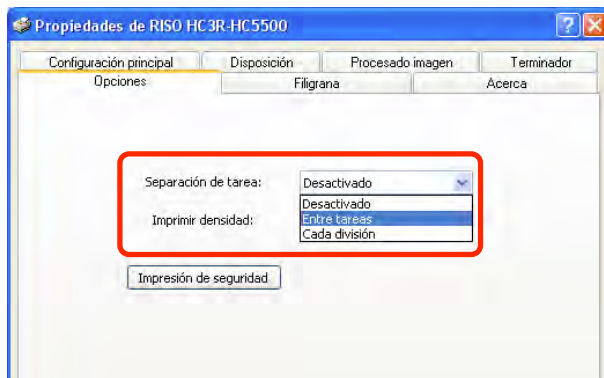 Propiedades de RISO HC3R-HC5500
Configuración principal Disposición Procesado imagen Terminador
Opciones Filigrana Acerca
Separación de tarea: Desactivado
Desactivado
Imprimir densidad: Entre tareas
Cada división
Impresión de seguridad